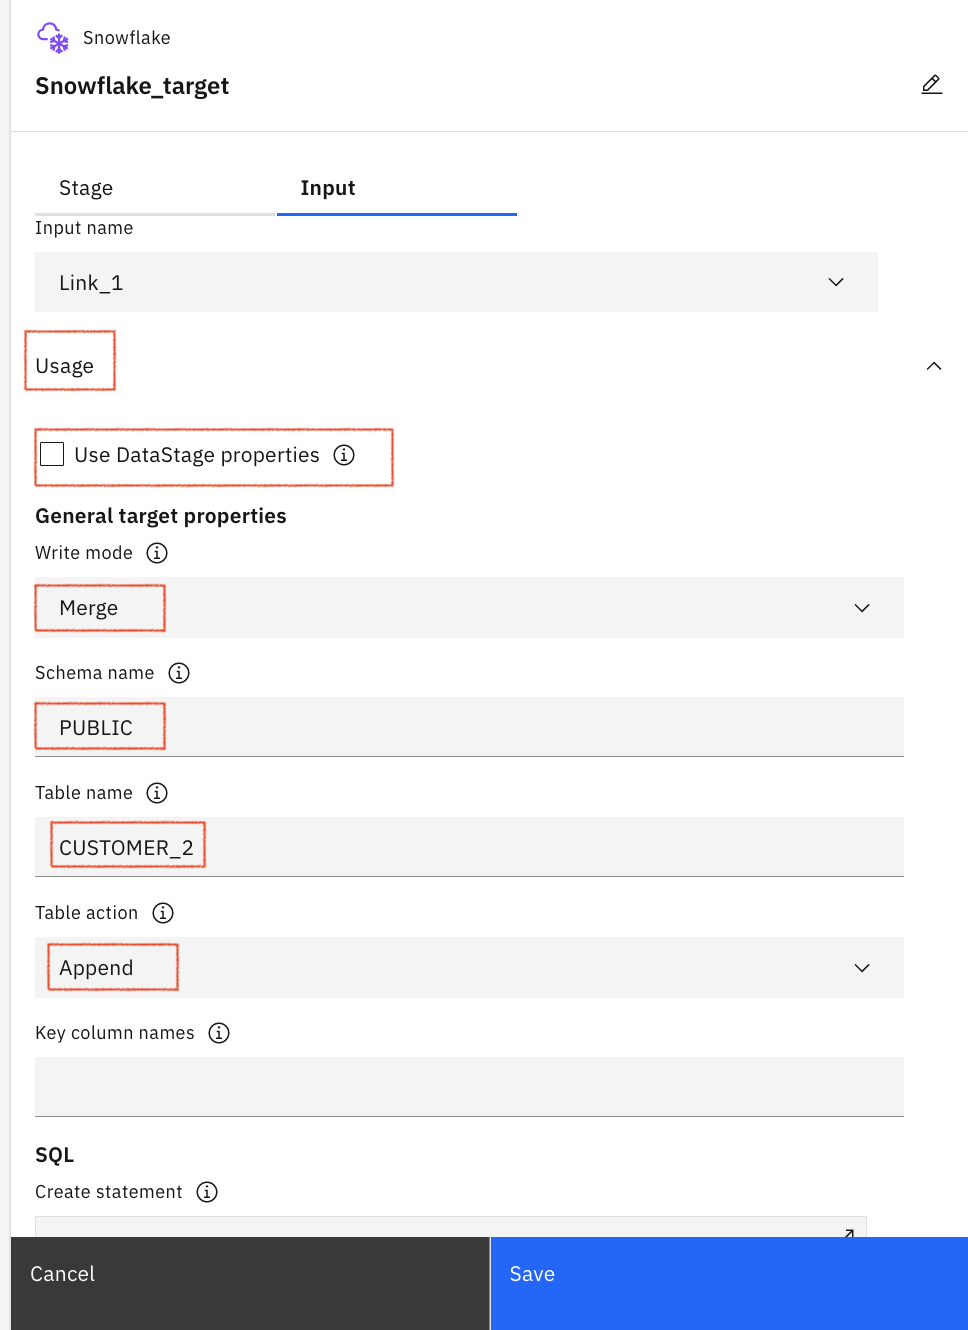 Snowflake
Snowflake_target
Stage Input
Input name
Link_1
Usage
Use DataStage properties
General target properties
Write mode
Merge
Schema name
PUBLIC
Table name
CUSTOMER_2
Table action
Append
Key column names
SQL
Create statement
Cancel Save